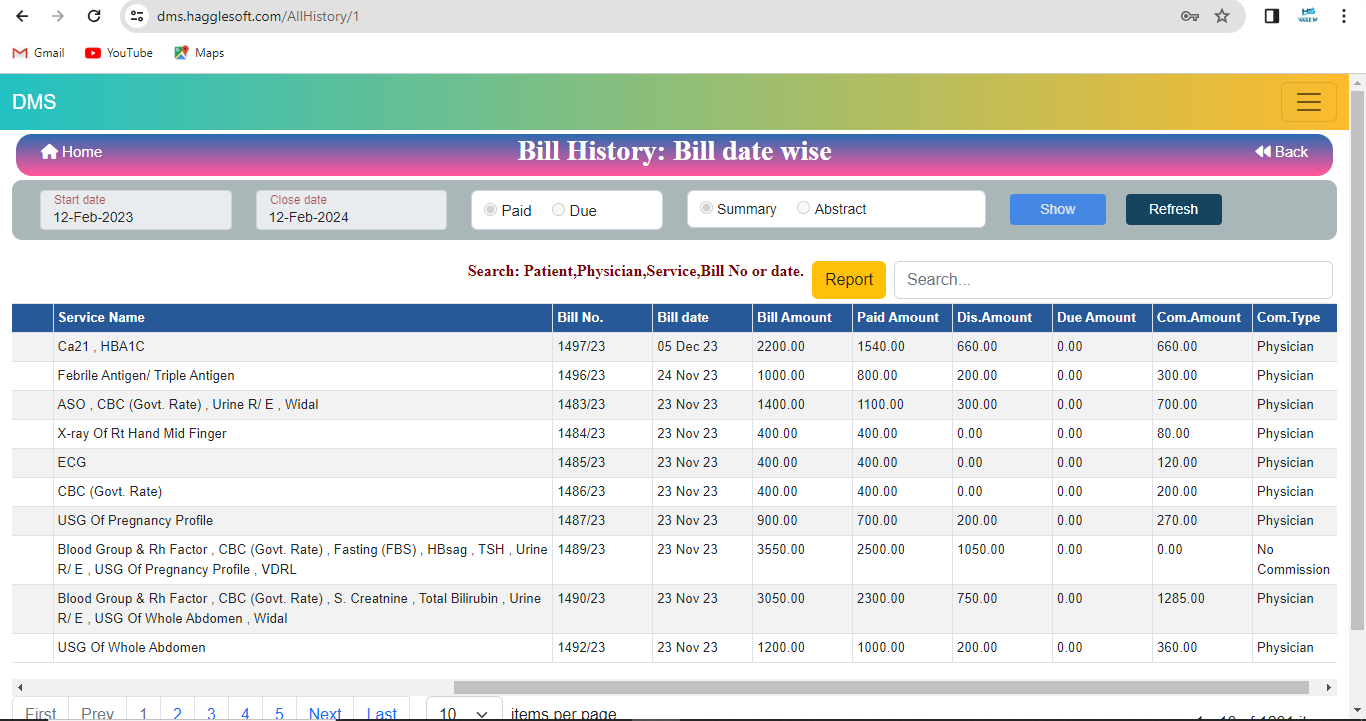 dms.hagglesoft.com/AllHistory/1
Gmail YouTube Maps
DMS
Home Bill History: Bill date wise Back
Start date Close date
12-Feb-2023 12-Feb-2024 Paid Due Summary Abstract Show Refresh
Search: Patient,Physician,Service,Bill No or date. Report Search...
Service Name Bill No. Bill date Bill Amount Paid Amount Dis.Amount Due Amount Com.Amount Com.Type
Ca21 , HBA1C 1497/23 05 Dec 23 2200.00 1540.00 660.00 0.00 660.00 Physician
Febrile Antigen/ Triple Antigen 1496/23 24 Nov 23 1000.00 800.00 200.00 0.00 300.00 Physician
ASO , CBC (Govt. Rate) , Urine R/ E , Widal 1483/23 23 Nov 23 1400.00 1100.00 300.00 0.00 700.00 Physician
X-ray Of Rt Hand Mid Finger 1484/23 23 Nov 23 400.00 400.00 0.00 0.00 80.00 Physician
ECG 1485/23 23 Nov 23 400.00 400.00 0.00 0.00 120.00 Physician
CBC (Govt. Rate) 1486/23 23 Nov 23 400.00 400.00 0.00 0.00 200.00 Physician
USG Of Pregnancy Profile 1487/23 23 Nov 23 900.00 700.00 200.00 0.00 270.00 Physician
Blood Group & Rh Factor , CBC (Govt. Rate) , Fasting (FBS) , HBsag , TSH , Urine 1489/23 23 Nov 23 3550.00 2500.00 1050.00 0.00 0.00 No
R/ E , USG Of Pregnancy Profile , VDRL Commission
Blood Group & Rh Factor , CBC (Govt. Rate) , S. Creatnine , Total Bilirubin , Urine 1490/23 23 Nov 23 3050.00 2300.00 750.00 0.00 1285.00 Physician
R/ E , USG Of Whole Abdomen , Widal
USG Of Whole Abdomen 1492/23 23 Nov 23 1200.00 1000.00 200.00 0.00 360.00 Physician
First Prev 1 2 3 4 5 Next Last 10 items per page